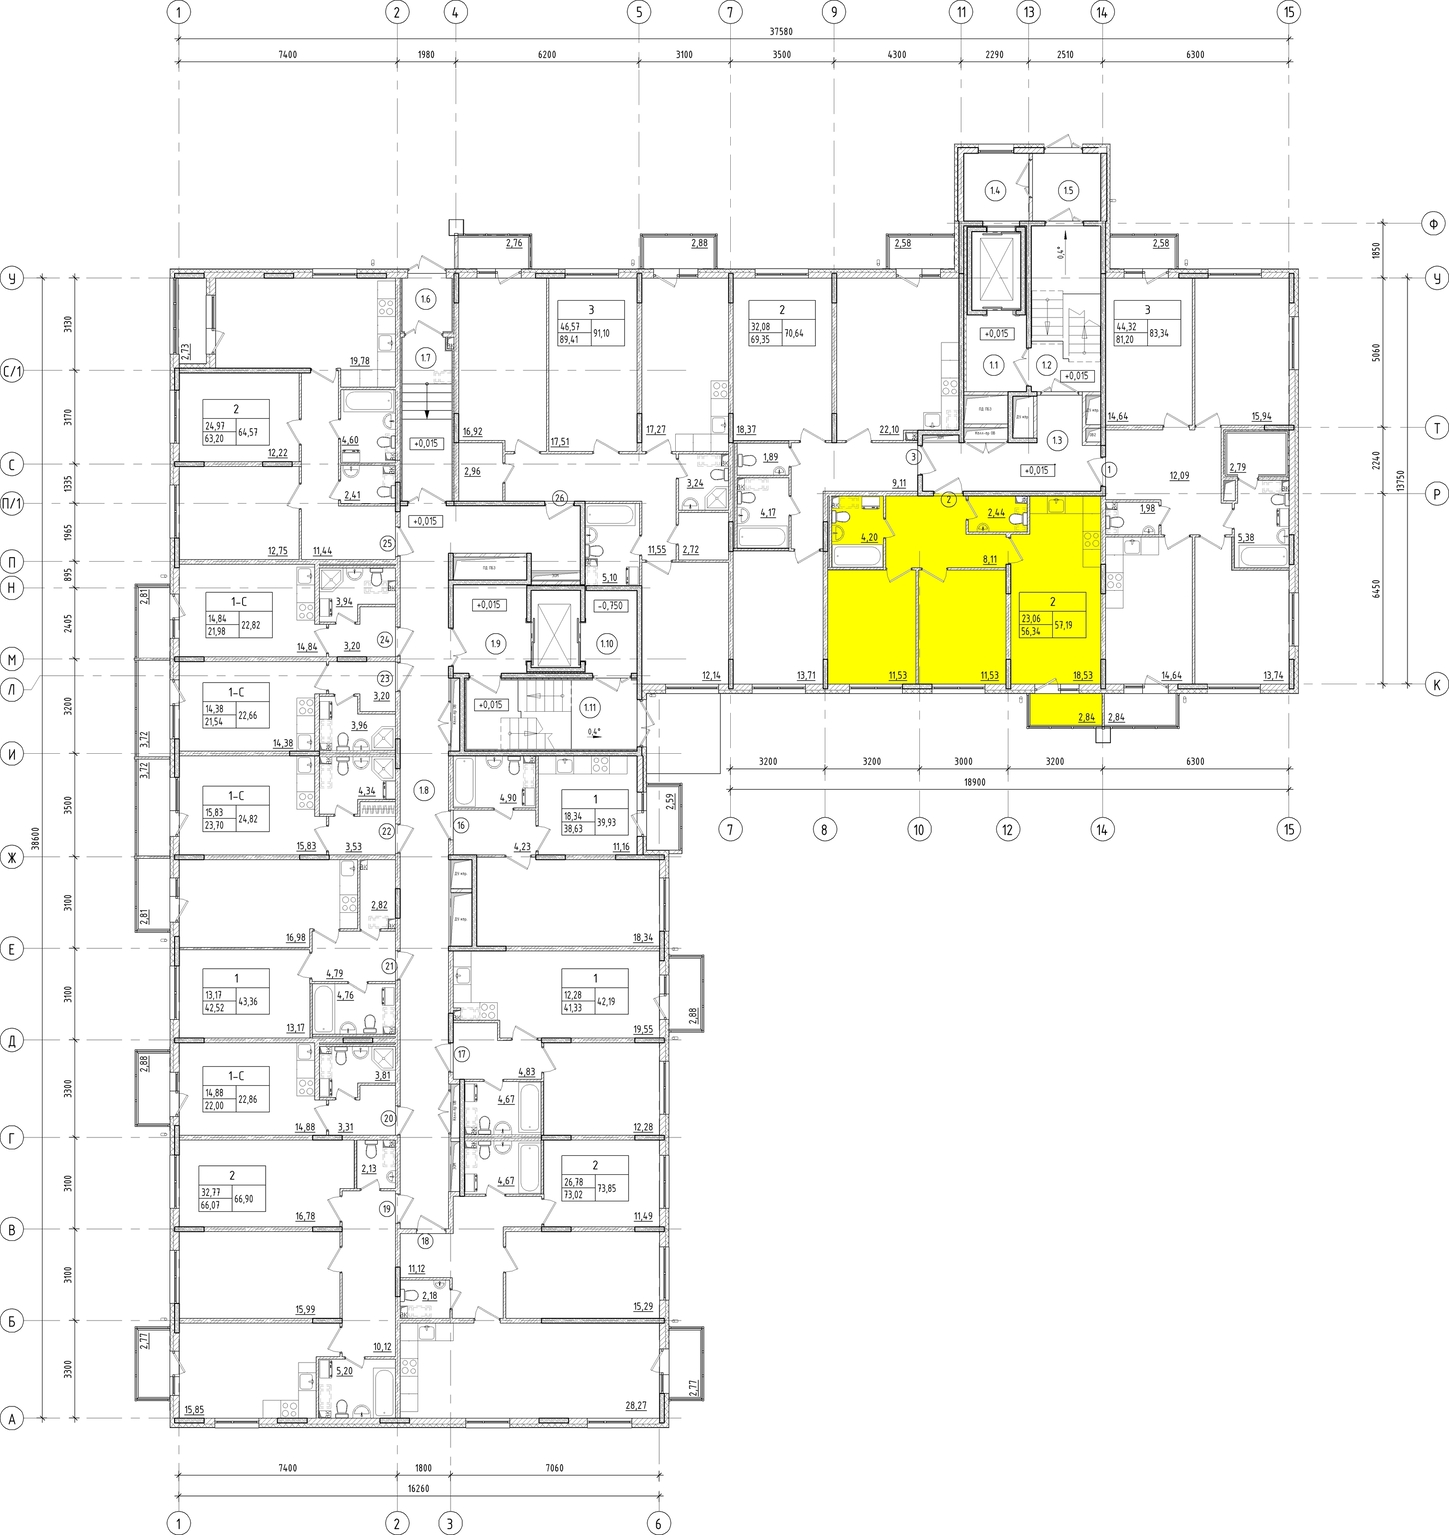 1 2 4 5 7 9 11 13 14 15
37580
7400 1980 6200 3100 3500 4300 2290 2510 6300
1.4 1.5
Ф
2,76 2,88 2,58 2,58
0,4° 1850
У У
1.6
3130 2,73 1.7 19,78
3
46,57 91,10
89,41
2
32,08 70,64
69,35
+0,015
1.1 1.2 +0,015
3
44,32 83,34
81,20
5060
С/1
3170
2
24,97 64,57
63,20
4,60 12,22
+0,015
16,92 17,51 17,27 18,37 22,10 14,64 15,94
Т
1.3
С
1335 2,41 2,96 3,24 1,89 3 +0,015 1 12,09 2,79 2240 13750
П/1 26 4,17 9,11 2 2,44 1,98 Р
+0,015
1965 12,75 11,44 25 11,55 2,72 4,20 8,11 5,38
П
895 5,10
Н
2,81
1-С
14,84 22,82
21,98
3,94 14,84 3,20 24
2405
+0,015 -0,750
1.9 1.10
2
23,06 57,19
56,34
6450
М
Л 23
1-С
14,38 22,66
21,54
3,20 3,96 14,38
3200 3,72
+0,015 1.11 0,4°
12,14 13,71 11,53 11,53 18,53 14,64 13,74
К
2,84 2,84
И
3,72
3200 3200 3000 3200 6300
18900
7 8 10 12 14 15
3500
1-С
15,83 24,82
23,70
4,34 15,83 3,53 22
1.8
4,90 16 4,23
1
18,34 39,93
38,63
11,16 2,59
38600
Ж
3100 2,81 2,82 16,98 18,34
Е
3100
1
13,17 43,36
42,52
4,79 21 4,76 13,17
1
12,28 42,19
41,33
19,55 2,88
Д
3300 2,88
1-С
14,88 22,86
22,00
3,81 14,88 3,31 20
17 4,83 4,67 12,28
Г
3100
2
32,77 66,90
66,07
2,13 16,78 19
4,67
2
26,78 73,85
73,02
11,49
В
18
3100 11,12 2,18 15,99 15,29
Б
3300 2,77 10,12 5,20 15,85 28,27 2,77
А
7400 1800 7060
16260
1 2 3 6